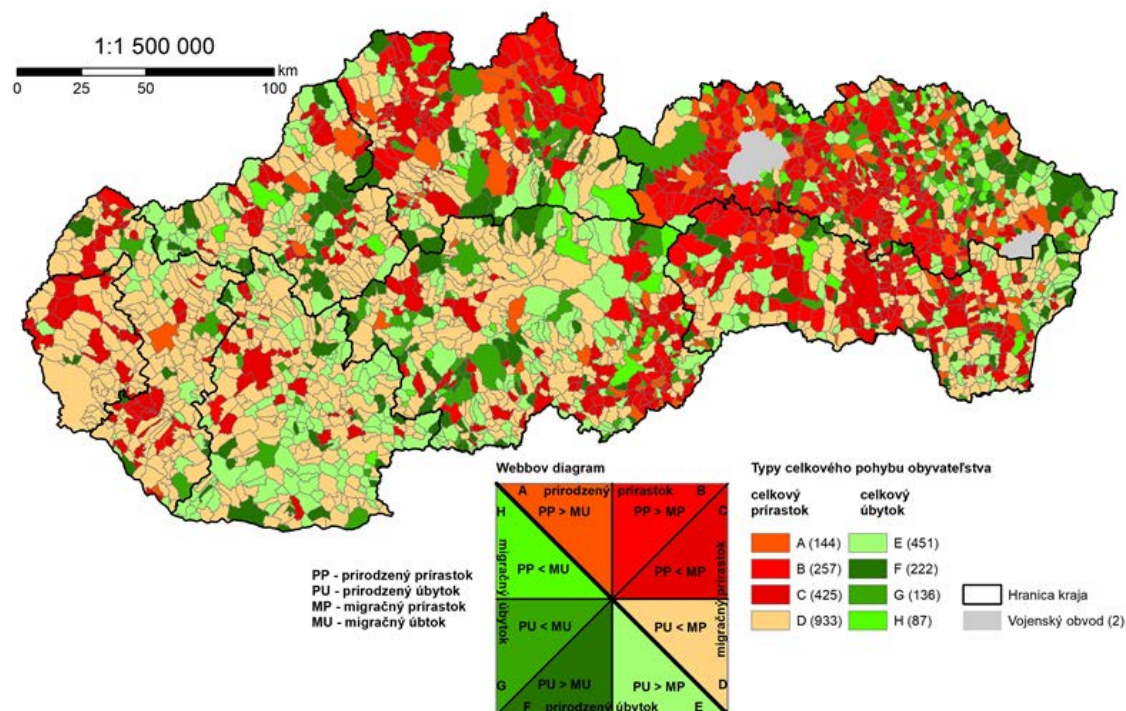 1:1 500 000
km
0 25 50 100
Webbov diagram
A prirodzený prírastok B
H PP > MU PP > MP C
migračný úbytok
PP < MU PP < MP
migračný prírastok
PU < MU PU < MP
G PU > MU PU > MP D
F prirodzený úbytok E
PP - prirodzený prírastok
PU - prirodzený úbytok
MP - migračný prírastok
MU - migračný úbtok
Typy celkového pohybu obyvateľstva
celkový prírastok
celkový úbytok
A (144) E (451)
B (257) F (222)
C (425) G (136)
D (933) H (87)
Hranica kraja
Vojenský obvod (2)